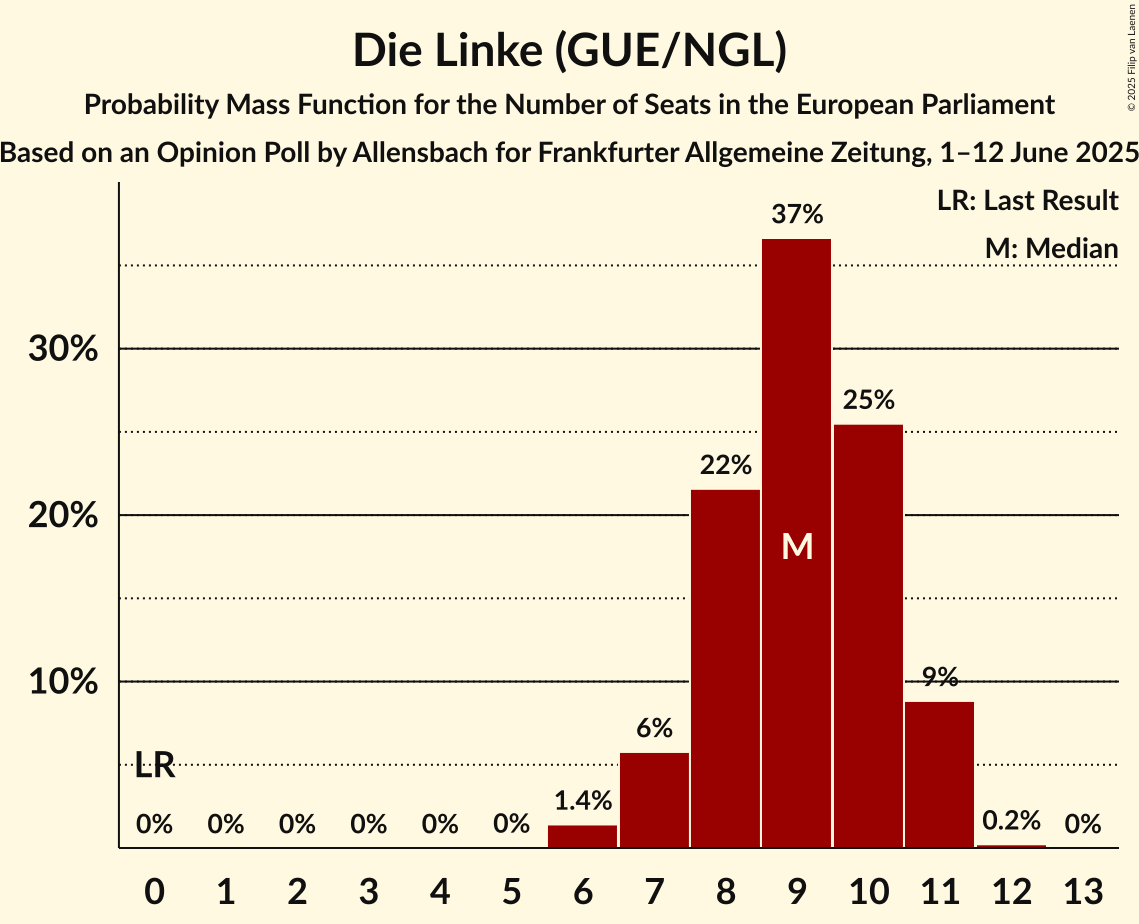 Die Linke (GUE/NGL)
Probability Mass Function for the Number of Seats in the European Parliament
Based on an Opinion Poll by Allensbach for Frankfurter Allgemeine Zeitung, 1–12 June 2025
© 2025 Filip van Laenen
LR: Last Result
M: Median
37%
30%
25%
22%
20%
M
10%
9%
6%
LR
1.4%
0% 0% 0% 0% 0% 0% 0.2% 0%
0 1 2 3 4 5 6 7 8 9 10 11 12 13